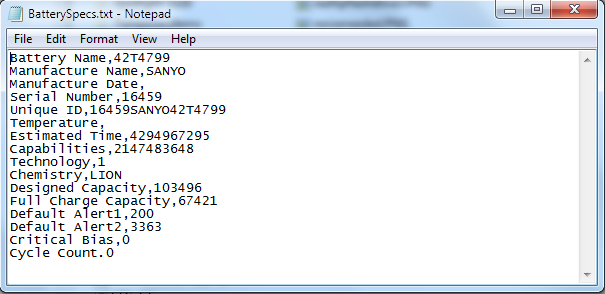 BatterySpecs.txt - Notepad
File Edit Format View Help
Battery Name,42T4799
Manufacture Name,SANYO
Manufacture Date,
Serial Number,16459
Unique ID,16459SANYO42T4799
Temperature,
Estimated Time,4294967295
Capabilities,2147483648
Technology,1
Chemistry,LION
Designed Capacity,103496
Full Charge Capacity,67421
Default Alert1,200
Default Alert2,3363
Critical Bias,0
Cycle Count.0